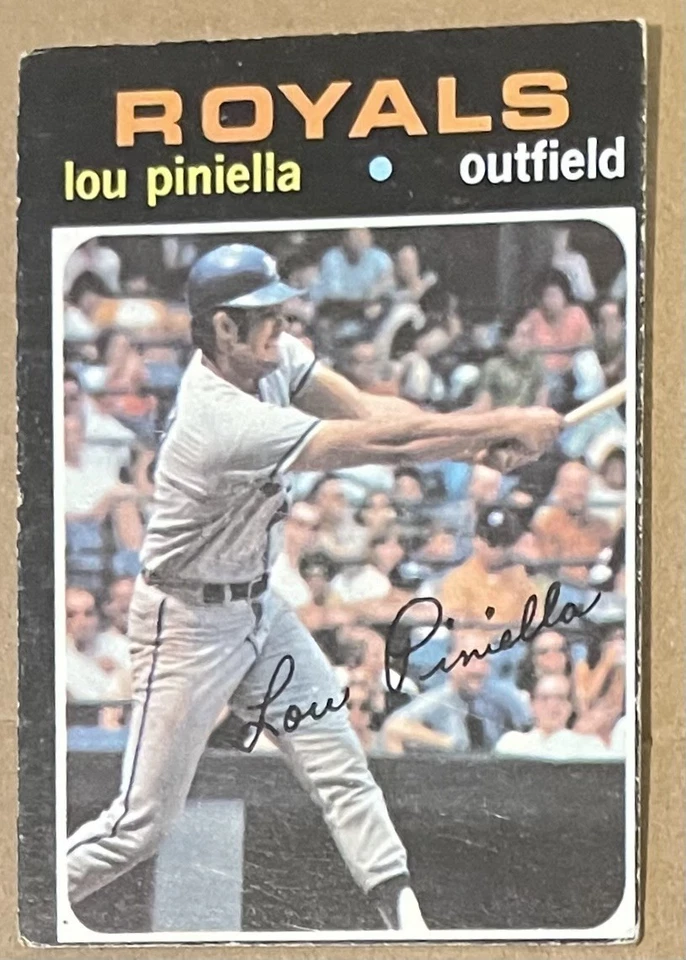 ROYALS
lou piniella • outfield
Lou Piniella